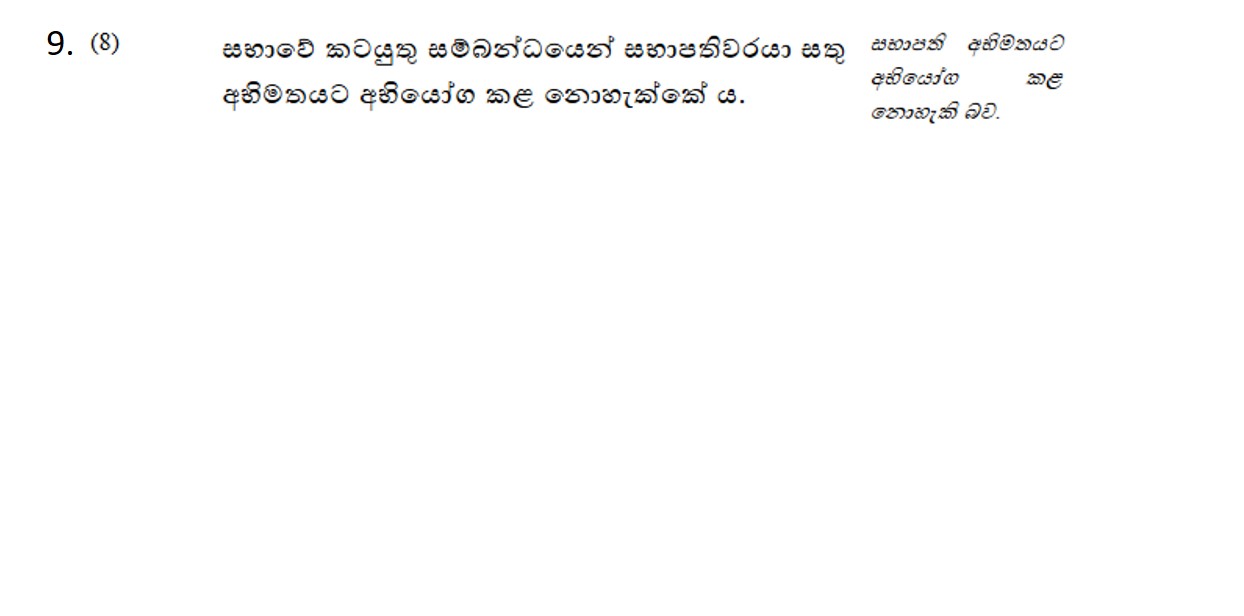 9. (8)
සභාවේ කටයුතු සම්බන්ධයෙන් සභාපතිවරයා සතු
අභිමතයට අභියෝග කළ නොහැක්කේ ය.
සභාපති අභිමතයට
අභියෝග කළ
නොහැකි බව.